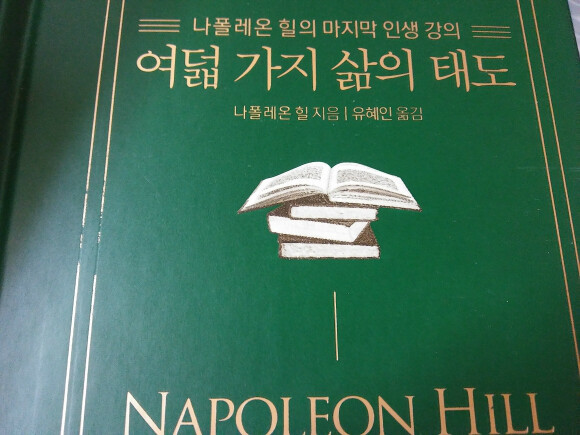 나폴레온 힐의 마지막 인생 강의
여덟 가지 삶의 태도
나폴레온 힐 지음 | 유혜인 옮김
NAPOLEON HILL